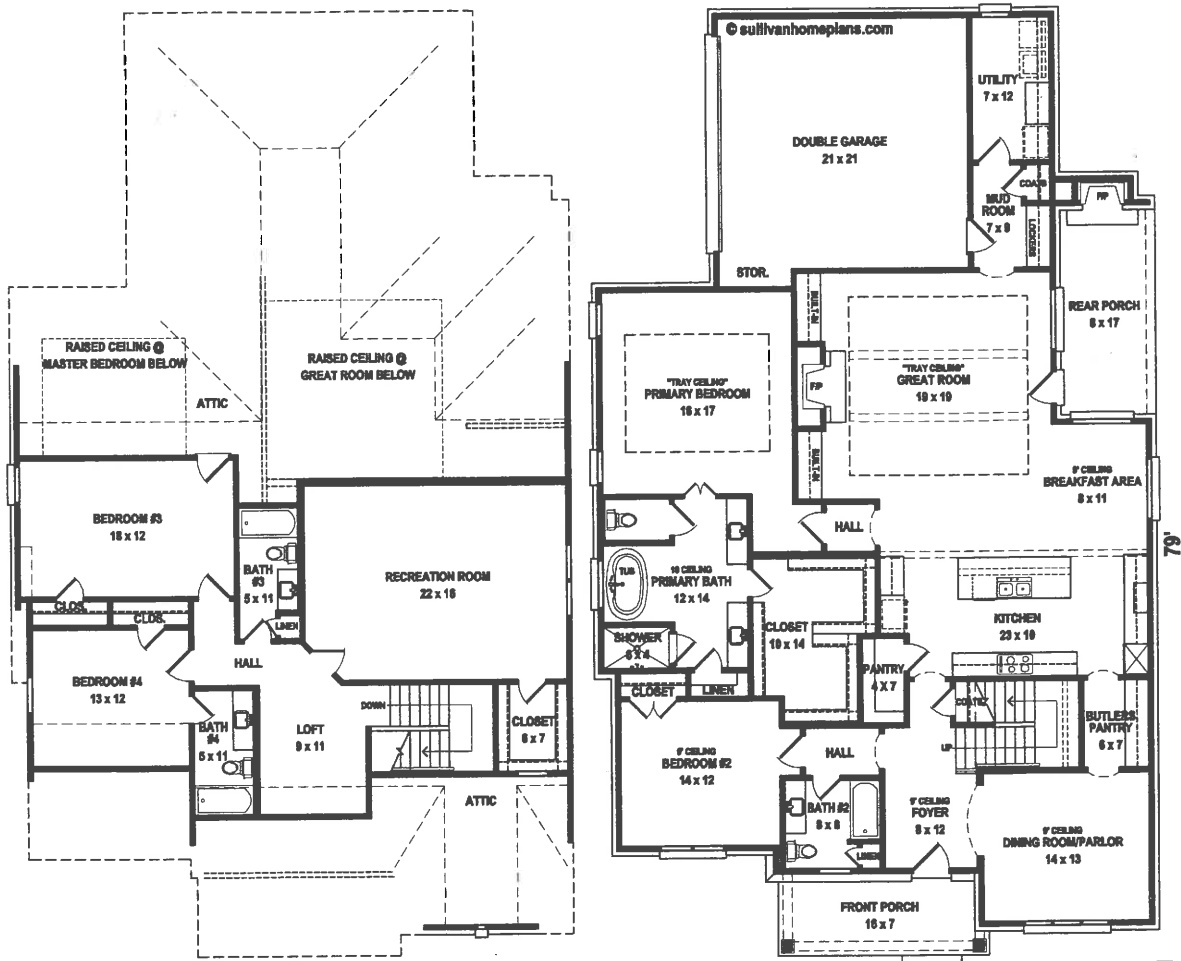 RAISED CEILING @
MASTER BEDROOM BELOW
RAISED CEILING @
GREAT ROOM BELOW
ATTIC
BEDROOM #3
18 x 12
BATH
#3
5 x 11
RECREATION ROOM
22 x 16
CLOS.
CLOS.
LINEN
HALL
BEDROOM #4
13 x 12
BATH
#4
5 x 11
LOFT
9 x 11
DOWN
CLOSET
6 x 7
ATTIC
© sullivanhomeplans.com
UTILITY
7 x 12
DOUBLE GARAGE
21 x 21
COATS
MUD
ROOM
7 x 9
LOCKERS
F/P
STOR.
BUILT-IN
REAR PORCH
8 x 17
"TRAY CEILING"
PRIMARY BEDROOM
16 x 17
F/P
"TRAY CEILING"
GREAT ROOM
19 x 19
BUILT-IN
9' CEILING
BREAKFAST AREA
8 x 11
HALL
79'
TUB
10 CEILING
PRIMARY BATH
12 x 14
KITCHEN
23 x 10
SHOWER
CLOSET
10 x 14
PANTRY
4 X 7
CLOSET
LINEN
COATS
BUTLERS
PANTRY
6 x 7
UP
9' CEILING
BEDROOM #2
14 x 12
HALL
BATH #2
8 x 8
LINEN
9' CEILING
FOYER
8 x 12
9' CEILING
DINING ROOM/PARLOR
14 x 13
FRONT PORCH
16 x 7